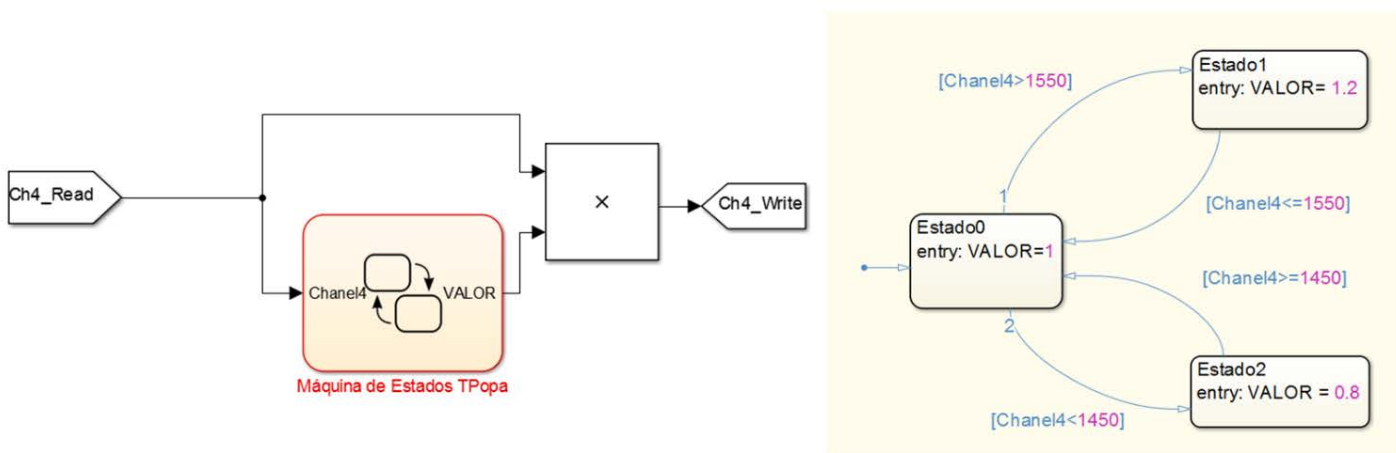 Ch4_Read
Chanel4
VALOR
Máquina de Estados TPopa
×
Ch4_Write
[Chanel4>1550]
Estado1
entry: VALOR= 1.2
1
[Chanel4<=1550]
Estado0
entry: VALOR=1
[Chanel4>=1450]
2
Estado2
entry: VALOR = 0.8
[Chanel4<1450]